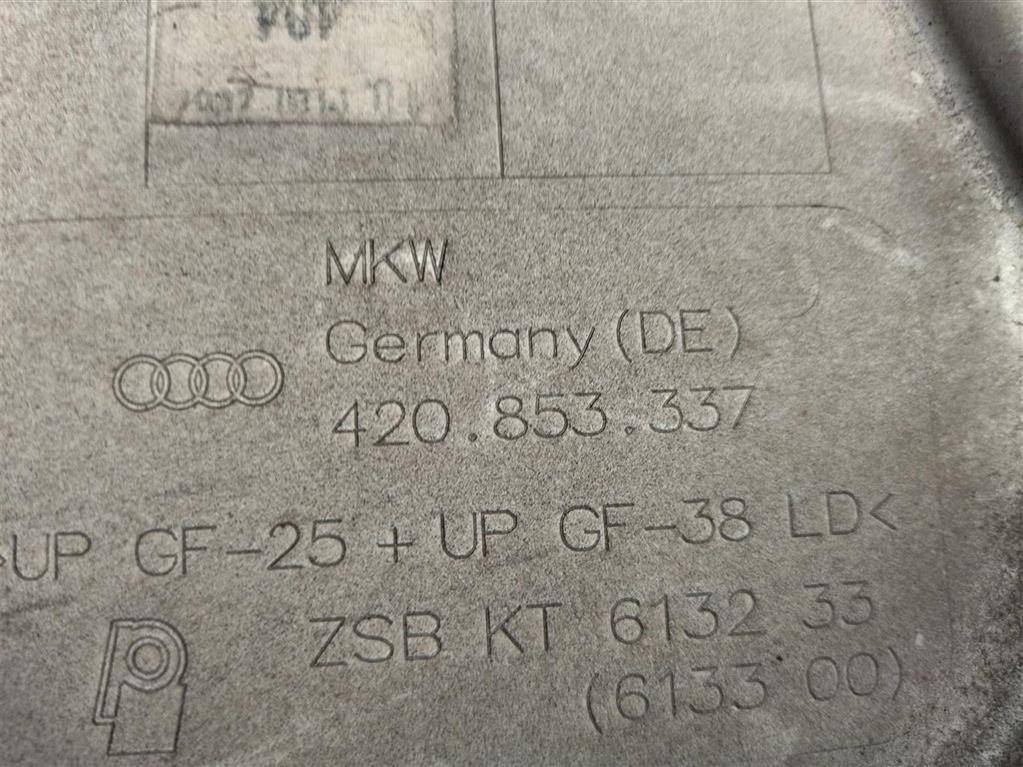 MKW
Germany (DE)
420.853.337
>UP GF-25 + UP GF-38 LD<
ZSB KT 6132 33
(6133 00)